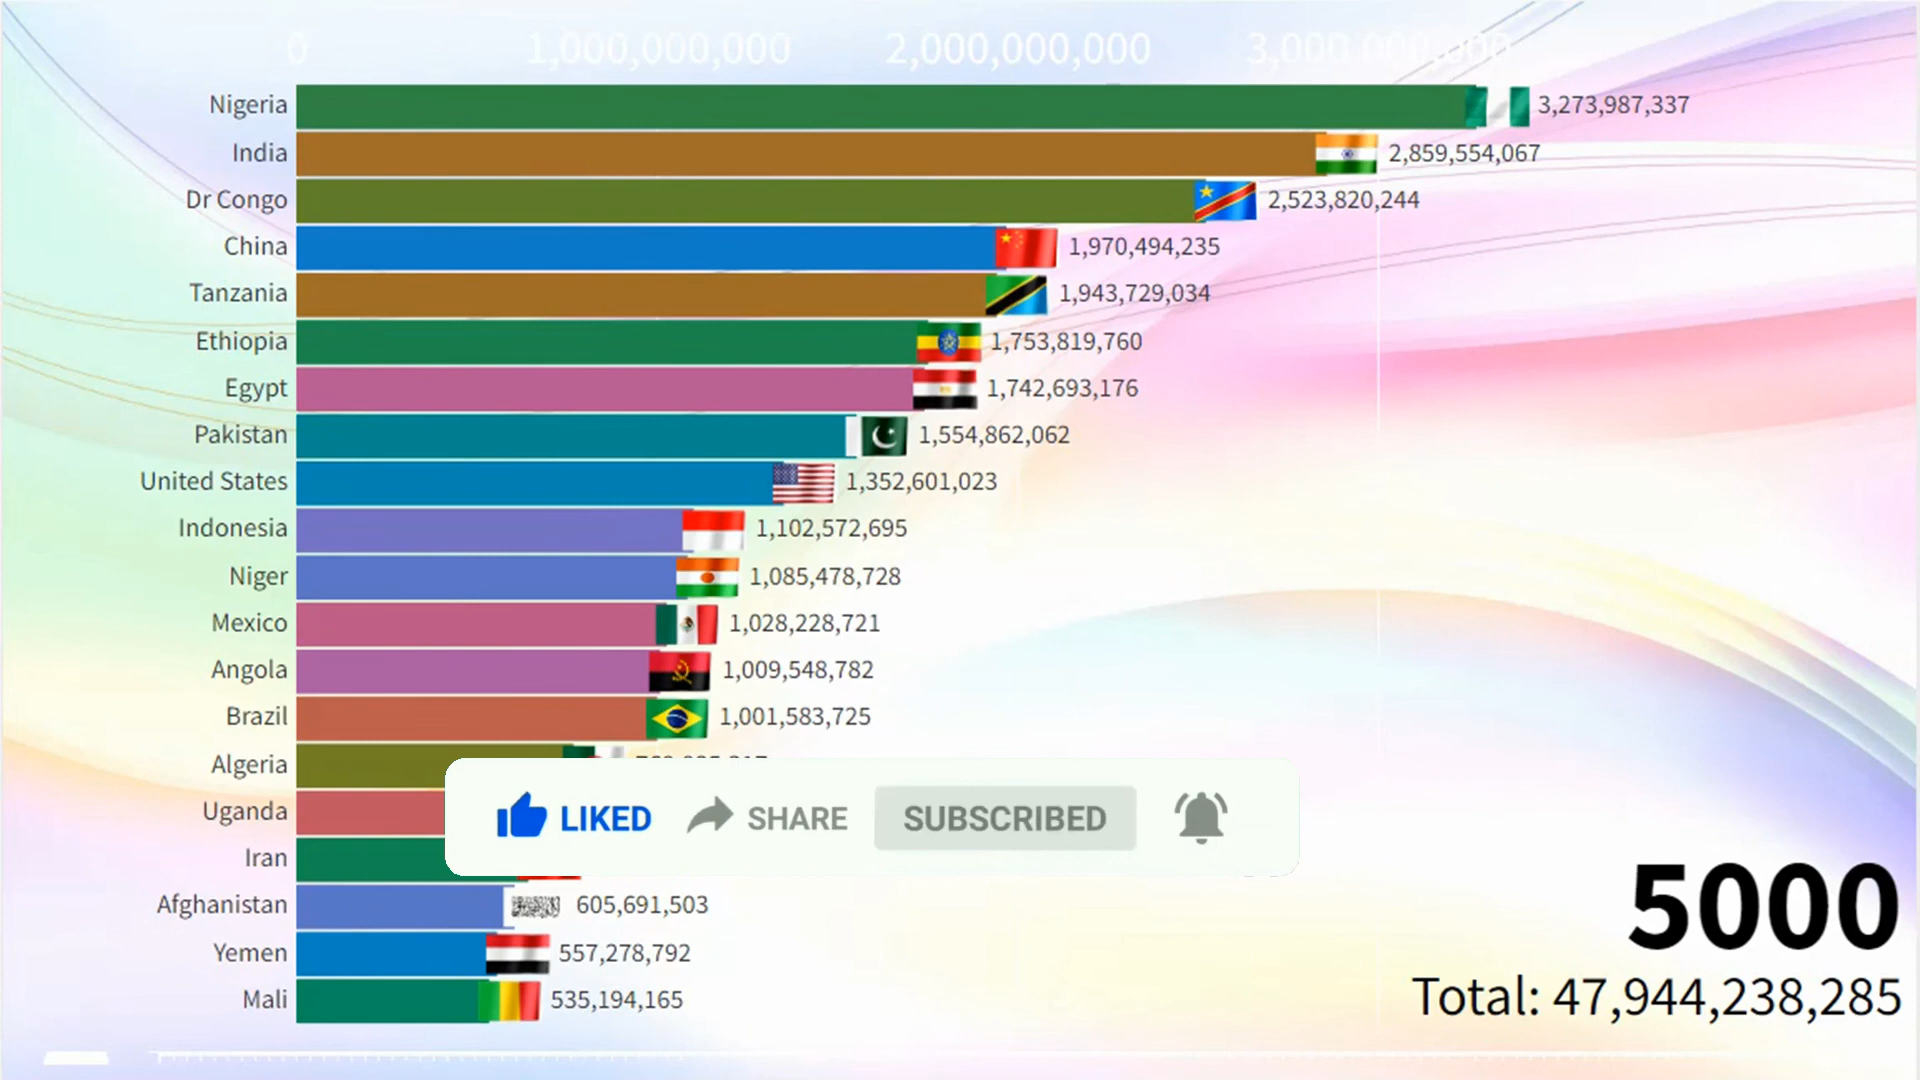 0 1,000,000,000 2,000,000,000 3,000,000,000
Nigeria 3,273,987,337
India 2,859,554,067
Dr Congo 2,523,820,244
China 1,970,494,235
Tanzania 1,943,729,034
Ethiopia 1,753,819,760
Egypt 1,742,693,176
Pakistan 1,554,862,062
United States 1,352,601,023
Indonesia 1,102,572,695
Niger 1,085,478,728
Mexico 1,028,228,721
Angola 1,009,548,782
Brazil 1,001,583,725
Algeria
Uganda
LIKED SHARE SUBSCRIBED
Iran
Afghanistan 605,691,503
Yemen 557,278,792
Mali 535,194,165
5000
Total: 47,944,238,285